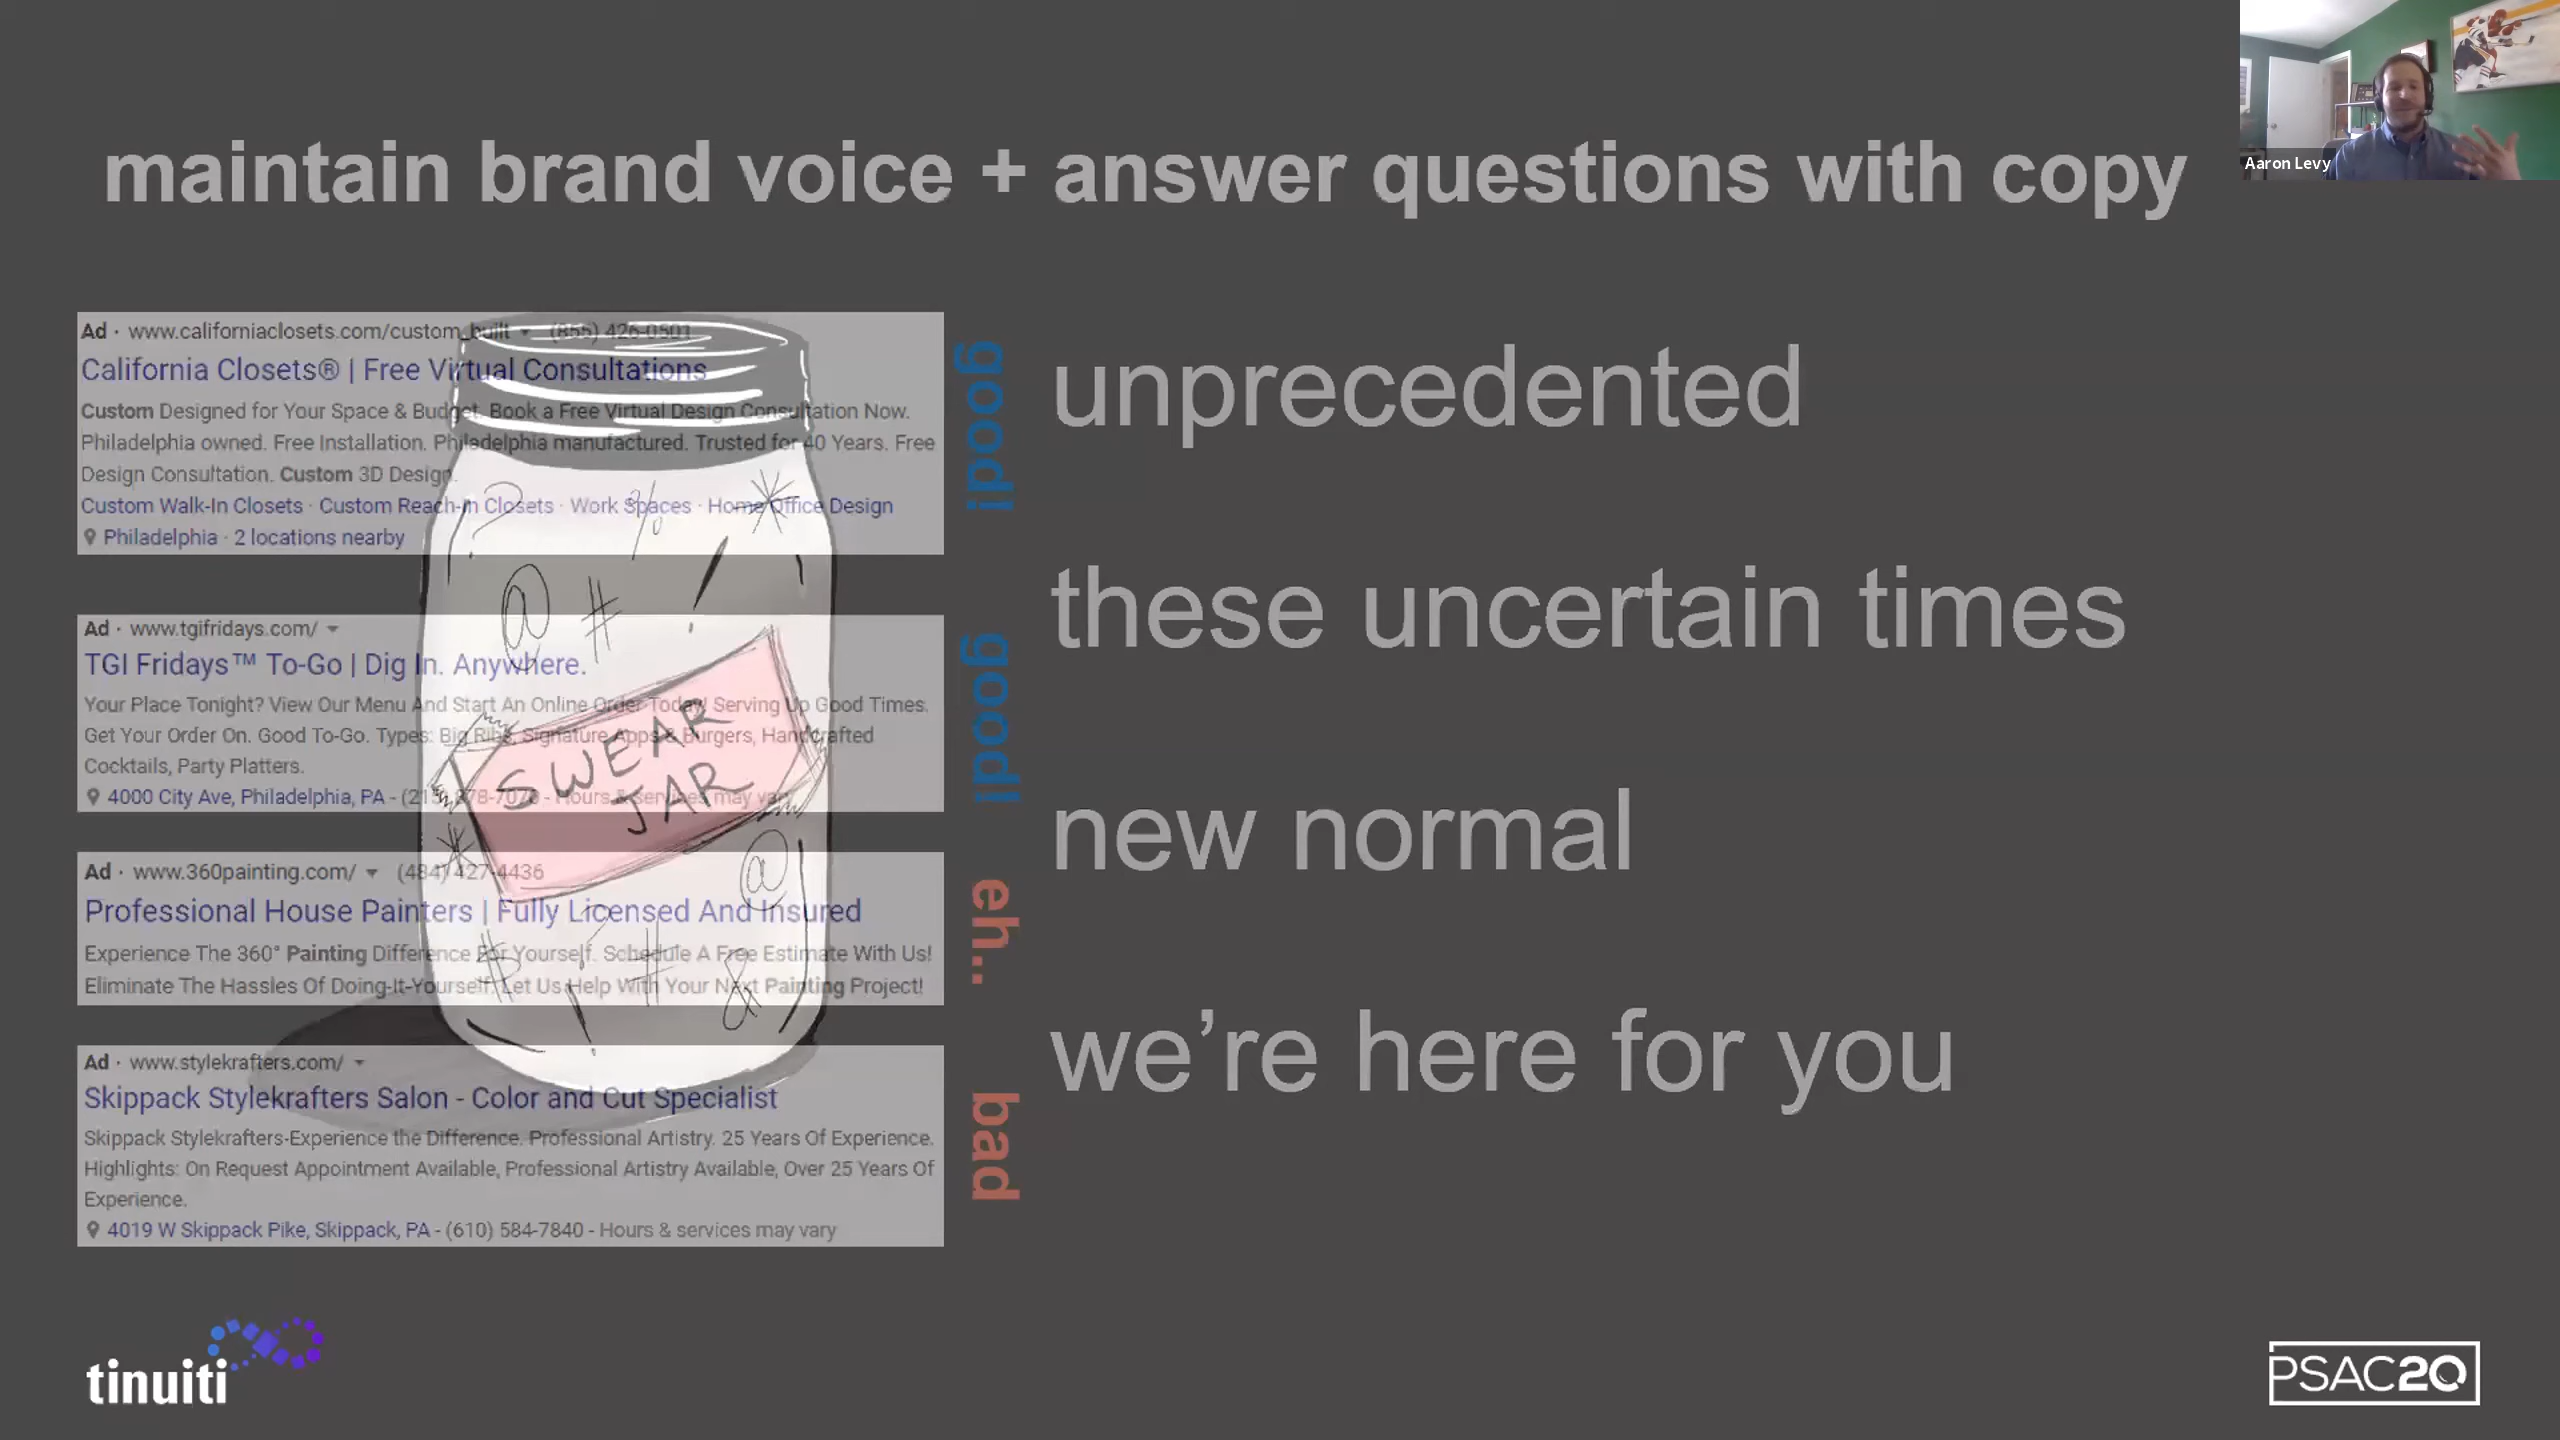 maintain brand voice + answer questions with copy
Aaron Levy
Ad · www.californiaclosets.com/custom_built (855) 426-0501
California Closets® | Free Virtual Consultations
Custom Designed for Your Space & Budget. Book a Free Virtual Design Consultation Now.
Philadelphia owned. Free Installation. Philadelphia manufactured. Trusted for 40 Years. Free
Design Consultation. Custom 3D Design.
Custom Walk-In Closets · Custom Reach-In Closets · Work Spaces · Home Office Design
Philadelphia · 2 locations nearby
good!
Ad · www.tgifridays.com/
TGI Fridays™ To-Go | Dig In. Anywhere.
Your Place Tonight? View Our Menu And Start An Online Order Today! Serving Up Good Times.
Get Your Order On. Good To-Go. Types: Big Ribs, Signature Apps & Burgers, Handcrafted
Cocktails, Party Platters.
4000 City Ave, Philadelphia, PA - Hours & services may vary
good!
SWEAR
JAR
Ad · www.360painting.com/ (484) 427-4436
Professional House Painters | Fully Licensed And Insured
Experience The 360° Painting Difference For Yourself. Schedule A Free Estimate With Us!
Eliminate The Hassles Of Doing-It-Yourself. Let Us Help With Your Next Painting Project!
eh..
Ad · www.stylekrafters.com/
Skippack Stylekrafters Salon - Color and Cut Specialist
Skippack Stylekrafters-Experience the Difference. Professional Artistry. 25 Years Of Experience.
Highlights: On Request Appointment Available, Professional Artistry Available, Over 25 Years Of
Experience.
4019 W Skippack Pike, Skippack, PA - (610) 584-7840 - Hours & services may vary
bad
unprecedented
these uncertain times
new normal
we're here for you
tinuiti
PSAC20